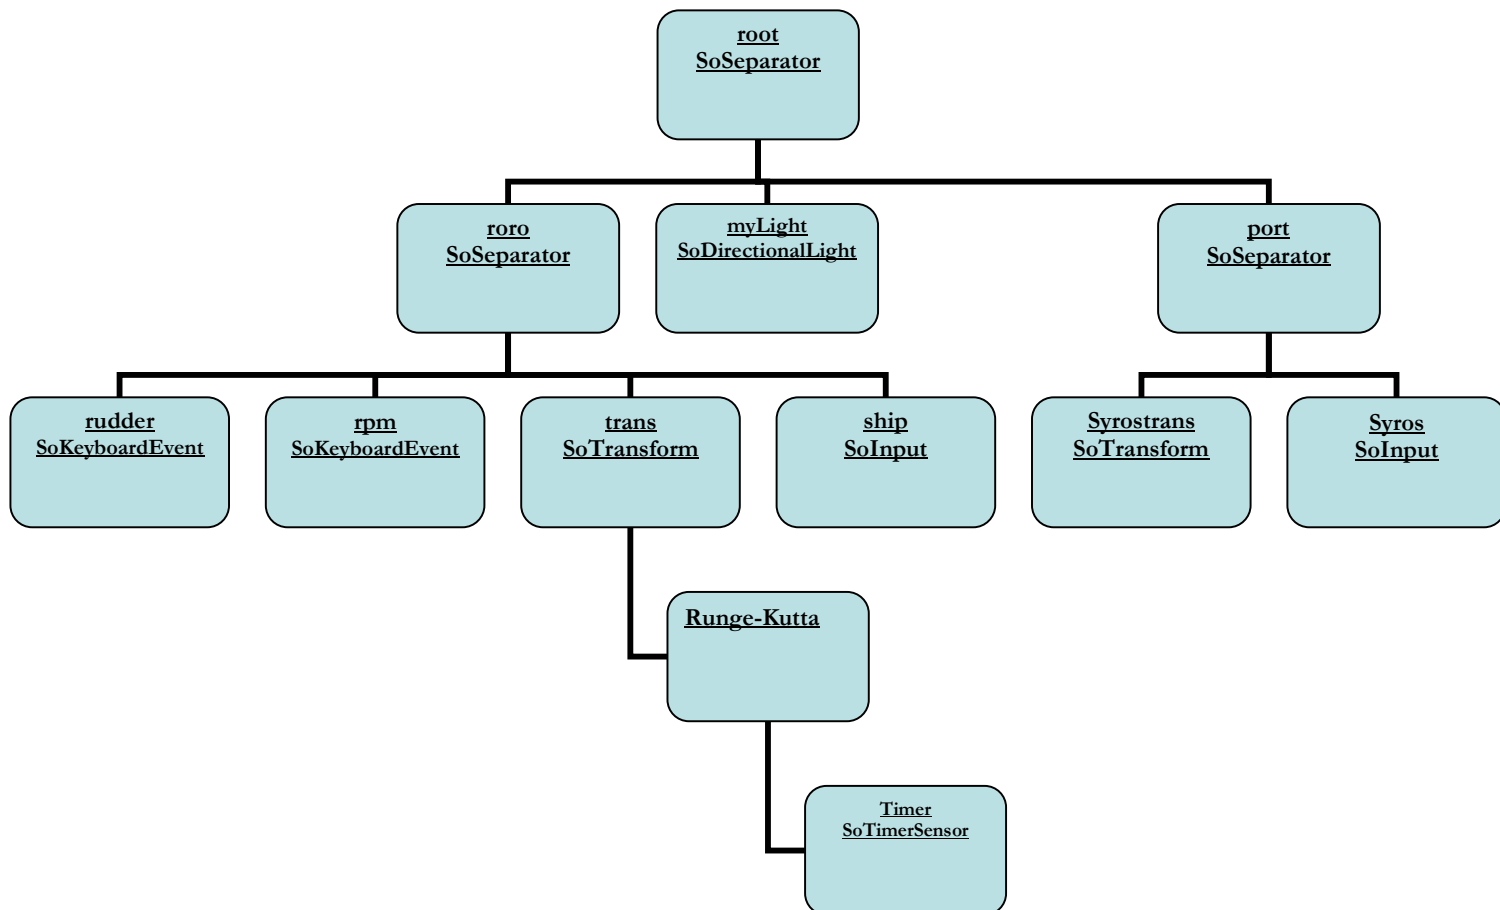 root
SoSeparator
roro
SoSeparator
myLight
SoDirectionalLight
port
SoSeparator
rudder
SoKeyboardEvent
rpm
SoKeyboardEvent
trans
SoTransform
ship
SoInput
Syrostrans
SoTransform
Syros
SoInput
Runge-Kutta
Timer
SoTimerSensor